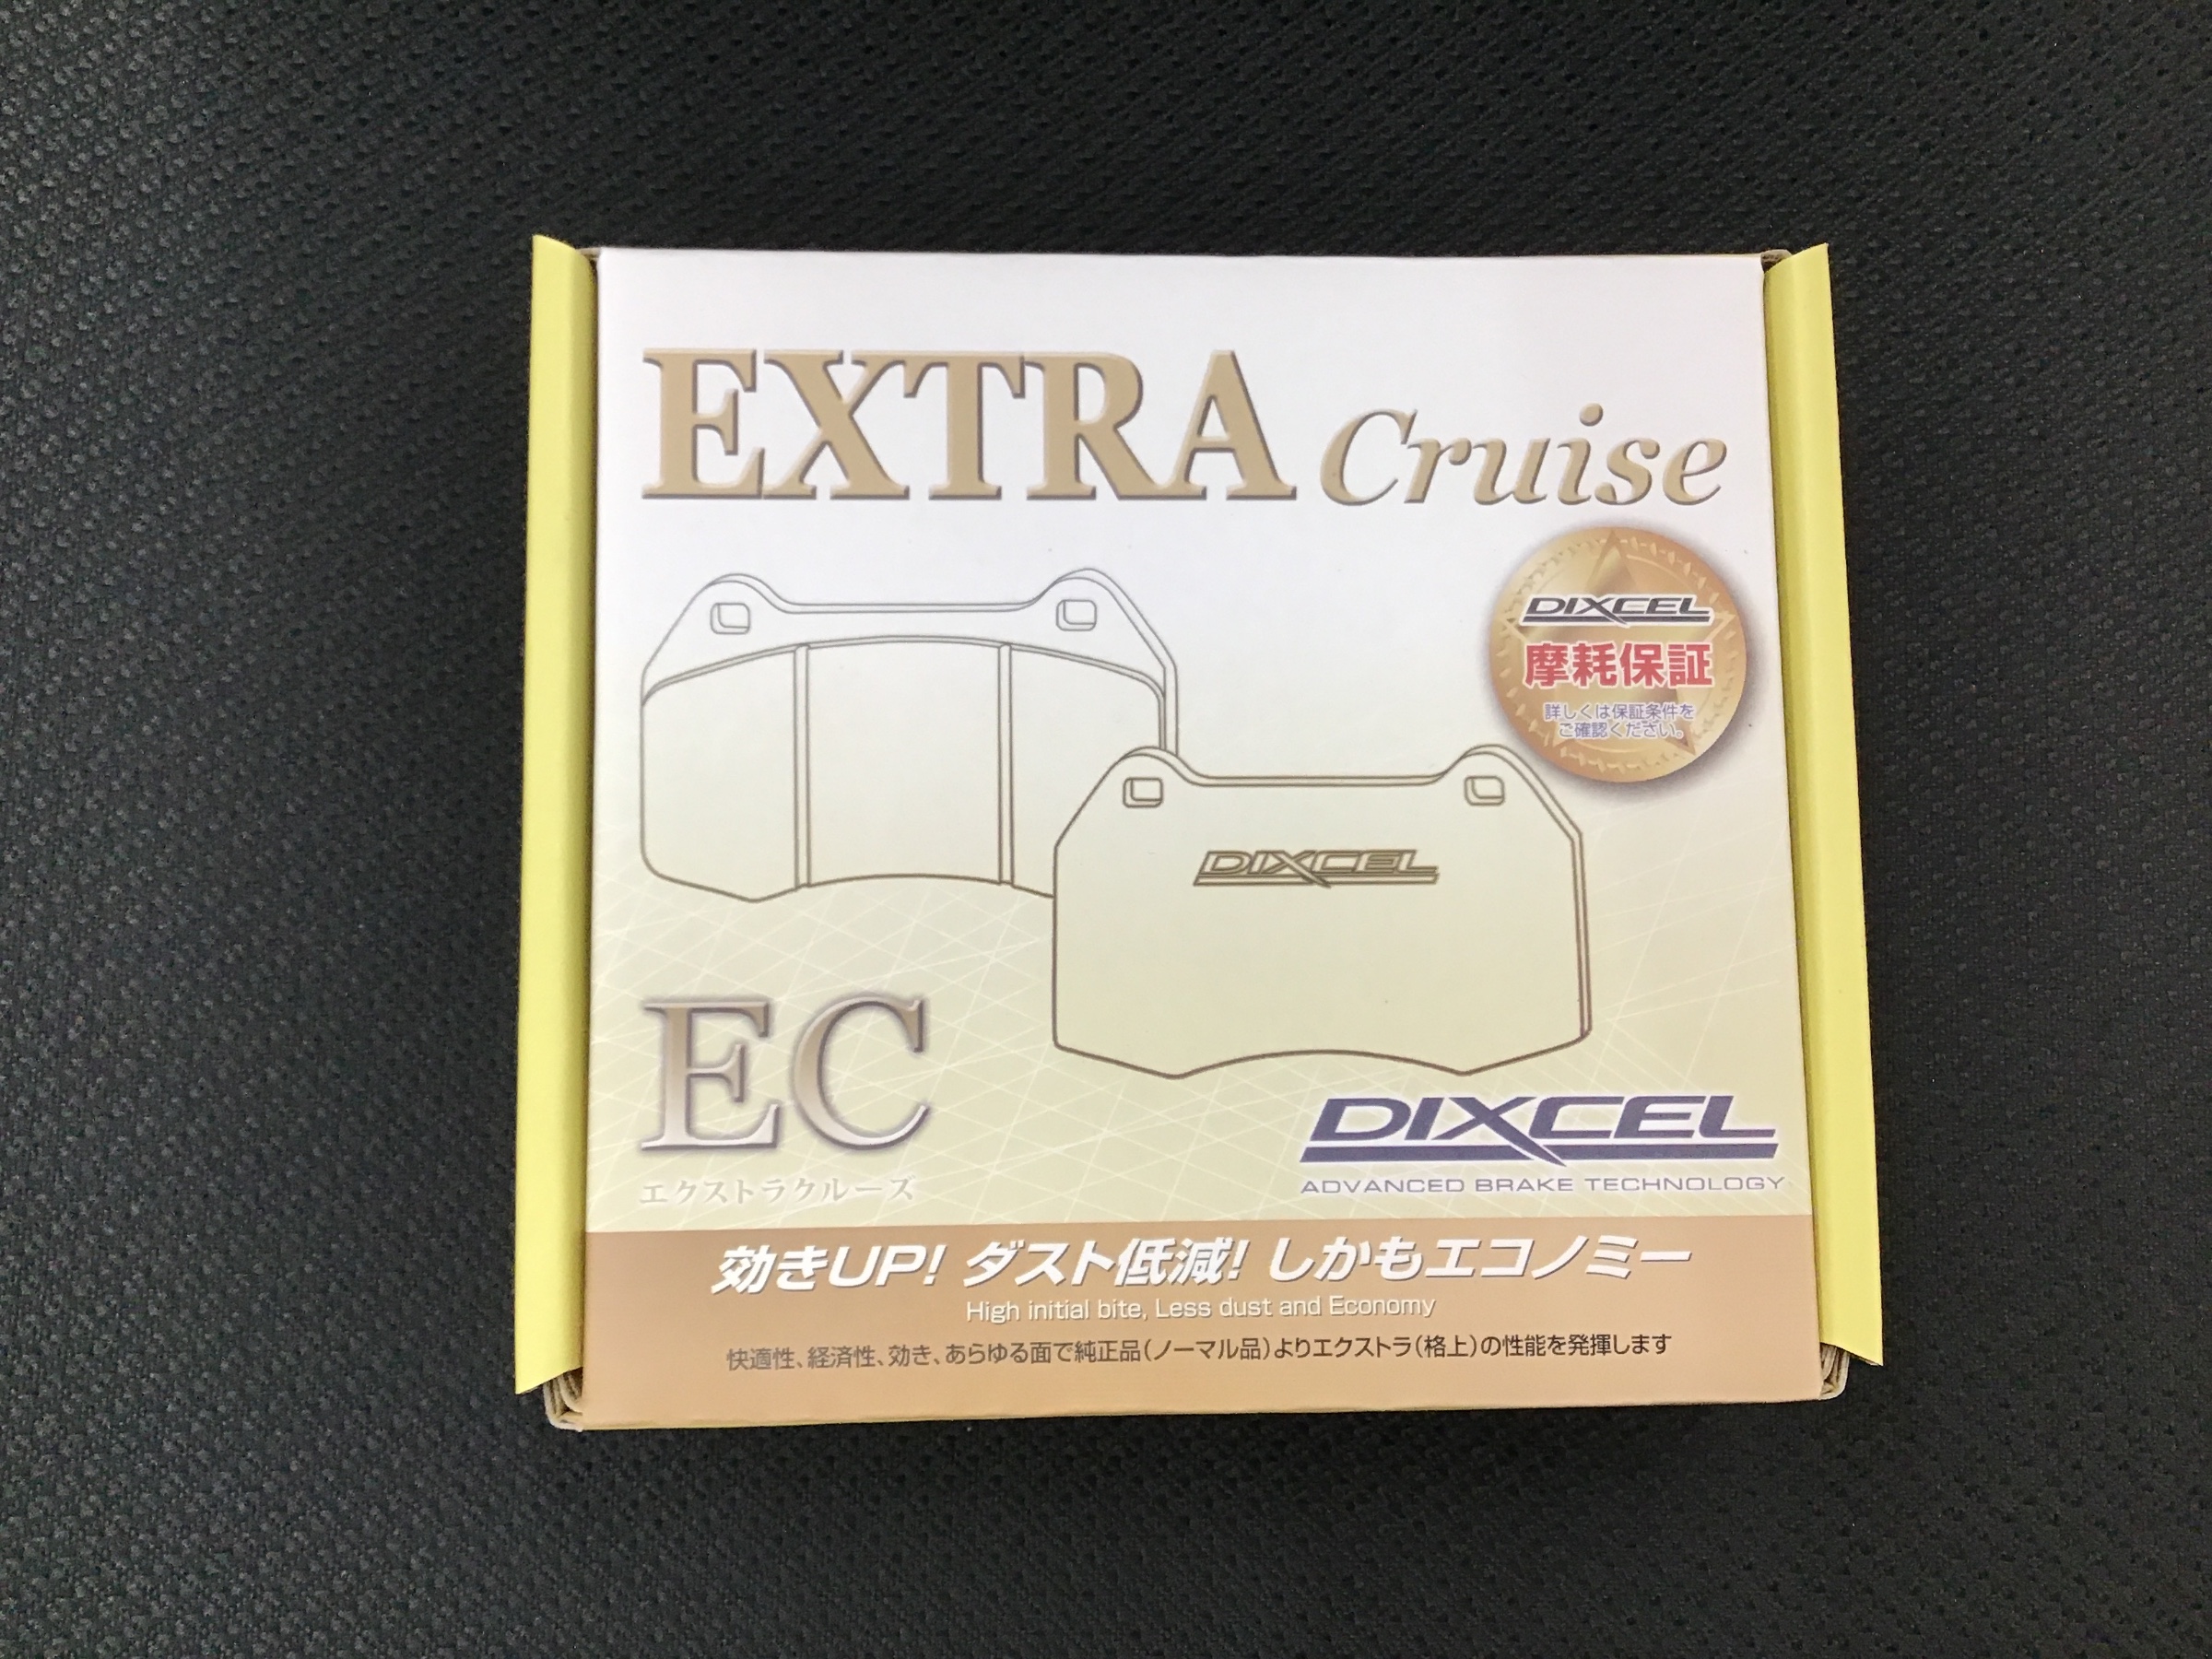 EXTRA Cruise
DIXCEL
摩耗保証
詳しくは保証条件を
ご確認ください。
DIXCEL
EC
エクストラクルーズ
DIXCEL
ADVANCED BRAKE TECHNOLOGY
効きUP! ダスト低減! しかもエコノミー
High initial bite, Less dust and Economy
快適性、経済性、効き、あらゆる面で純正品(ノーマル品)よりエクストラ(格上)の性能を発揮します